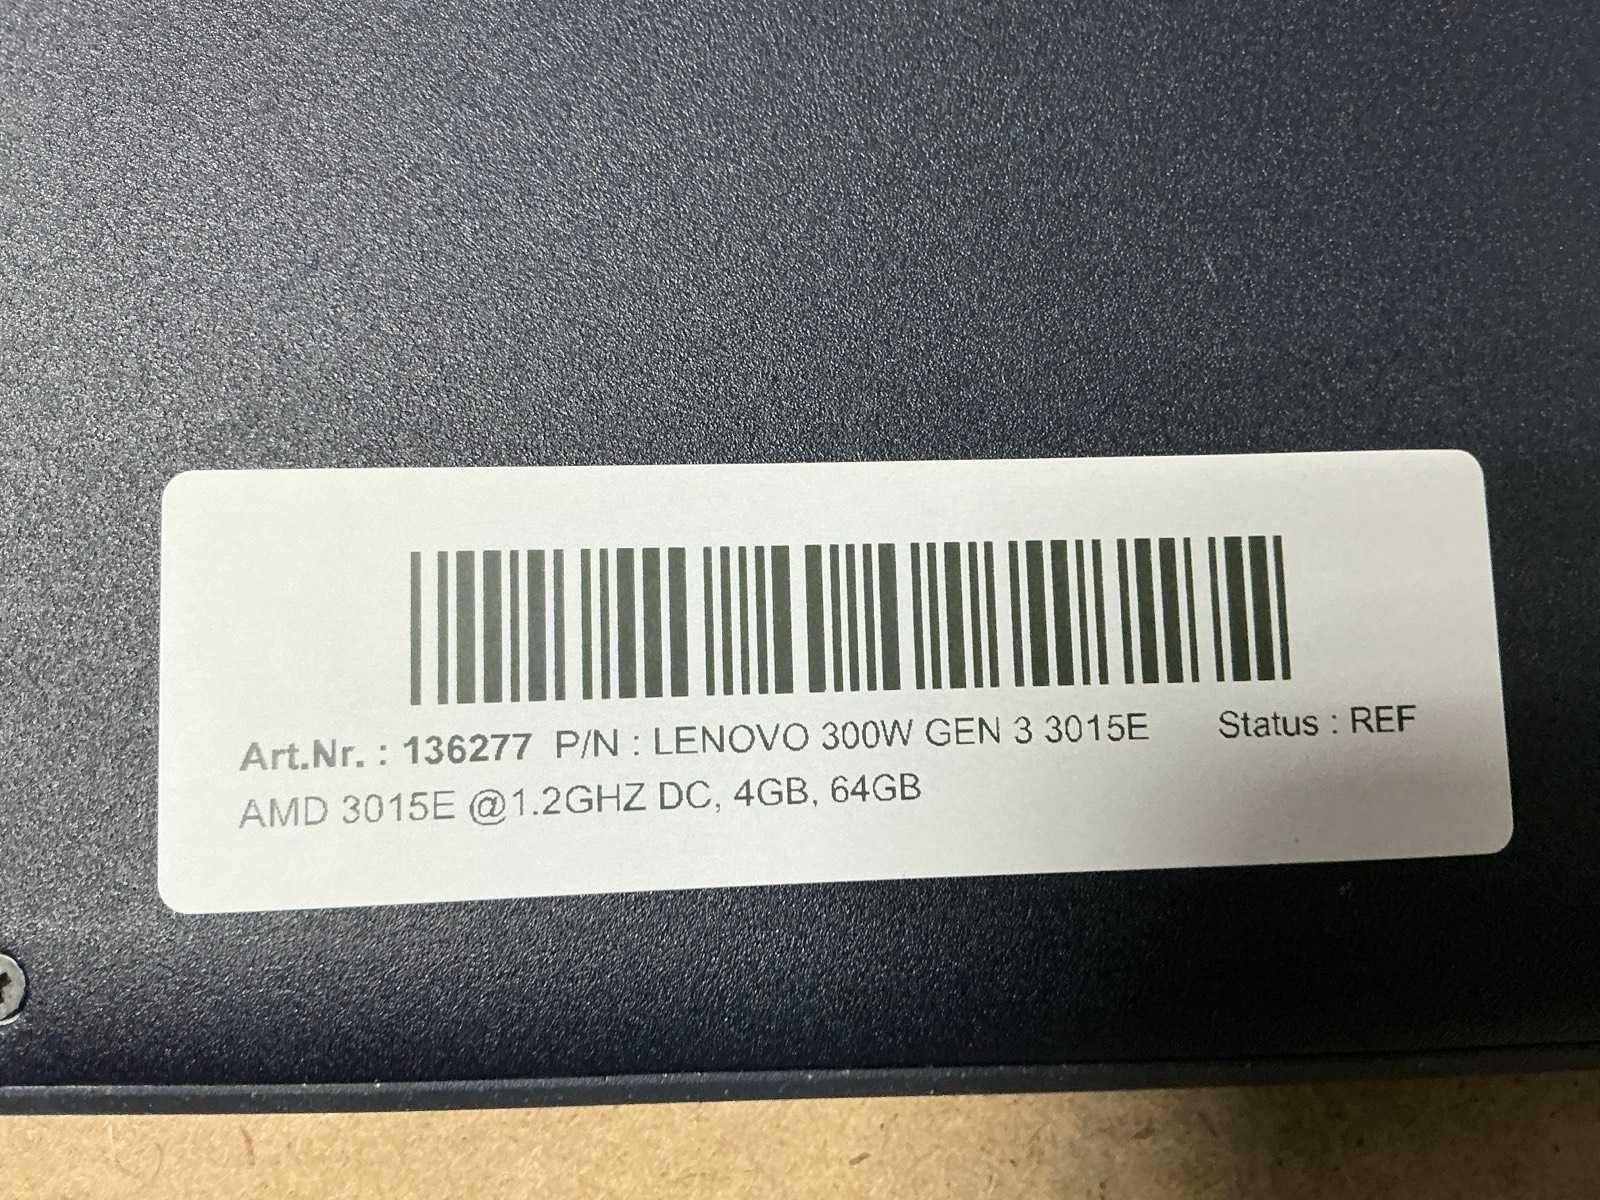 Art.Nr. : 136277 P/N : LENOVO 300W GEN 3 3015E Status : REF
AMD 3015E @1.2GHZ DC, 4GB, 64GB